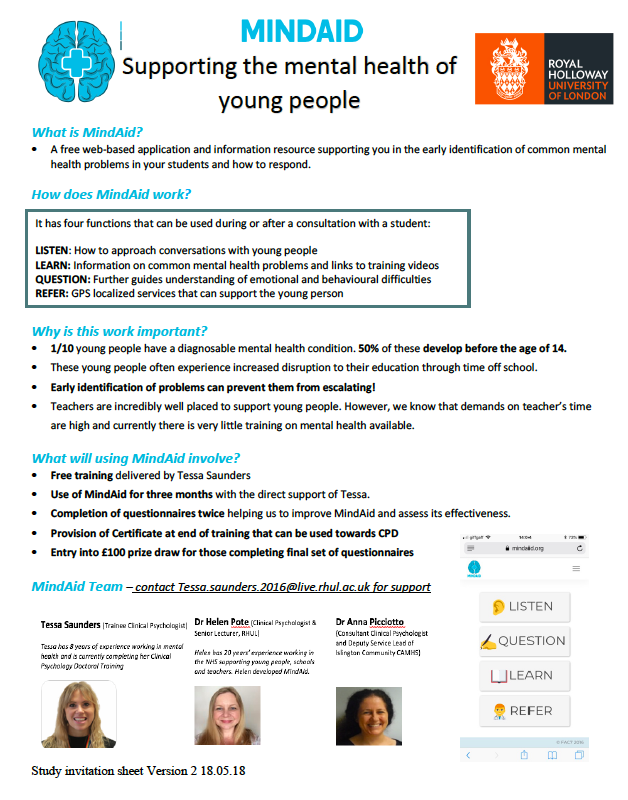 MINDAID
Supporting the mental health of
young people
ROYAL
HOLLOWAY
UNIVERSITY
OF LONDON
What is MindAid?
• A free web-based application and information resource supporting you in the early identification of common mental
health problems in your students and how to respond.
How does MindAid work?
It has four functions that can be used during or after a consultation with a student:
LISTEN: How to approach conversations with young people
LEARN: Information on common mental health problems and links to training videos
QUESTION: Further guides understanding of emotional and behavioural difficulties
REFER: GPS localized services that can support the young person
Why is this work important?
• 1/10 young people have a diagnosable mental health condition. 50% of these develop before the age of 14.
• These young people often experience increased disruption to their education through time off school.
• Early identification of problems can prevent them from escalating!
• Teachers are incredibly well placed to support young people. However, we know that demands on teacher's time
are high and currently there is very little training on mental health available.
What will using MindAid involve?
• Free training delivered by Tessa Saunders
• Use of MindAid for three months with the direct support of Tessa.
• Completion of questionnaires twice helping us to improve MindAid and assess its effectiveness.
• Provision of Certificate at end of training that can be used towards CPD
• Entry into £100 prize draw for those completing final set of questionnaires
MindAid Team – contact Tessa.saunders.2016@live.rhul.ac.uk for support
Tessa Saunders (Trainee Clinical Psychologist)
Tessa has 8 years of experience working in mental
health and is currently completing her Clinical
Psychology Doctoral Training
Dr Helen Pote (Clinical Psychologist &
Senior Lecturer, RHUL)
Helen has 20 years' experience working in
the NHS supporting young people, schools
and teachers. Helen developed MindAid.
Dr Anna Picciotto
(Consultant Clinical Psychologist
and Deputy Service Lead of
Islington Community CAMHS)
14:54
73%
mindaid.org
MINDAID
LISTEN
QUESTION
LEARN
REFER
Study invitation sheet Version 2 18.05.18